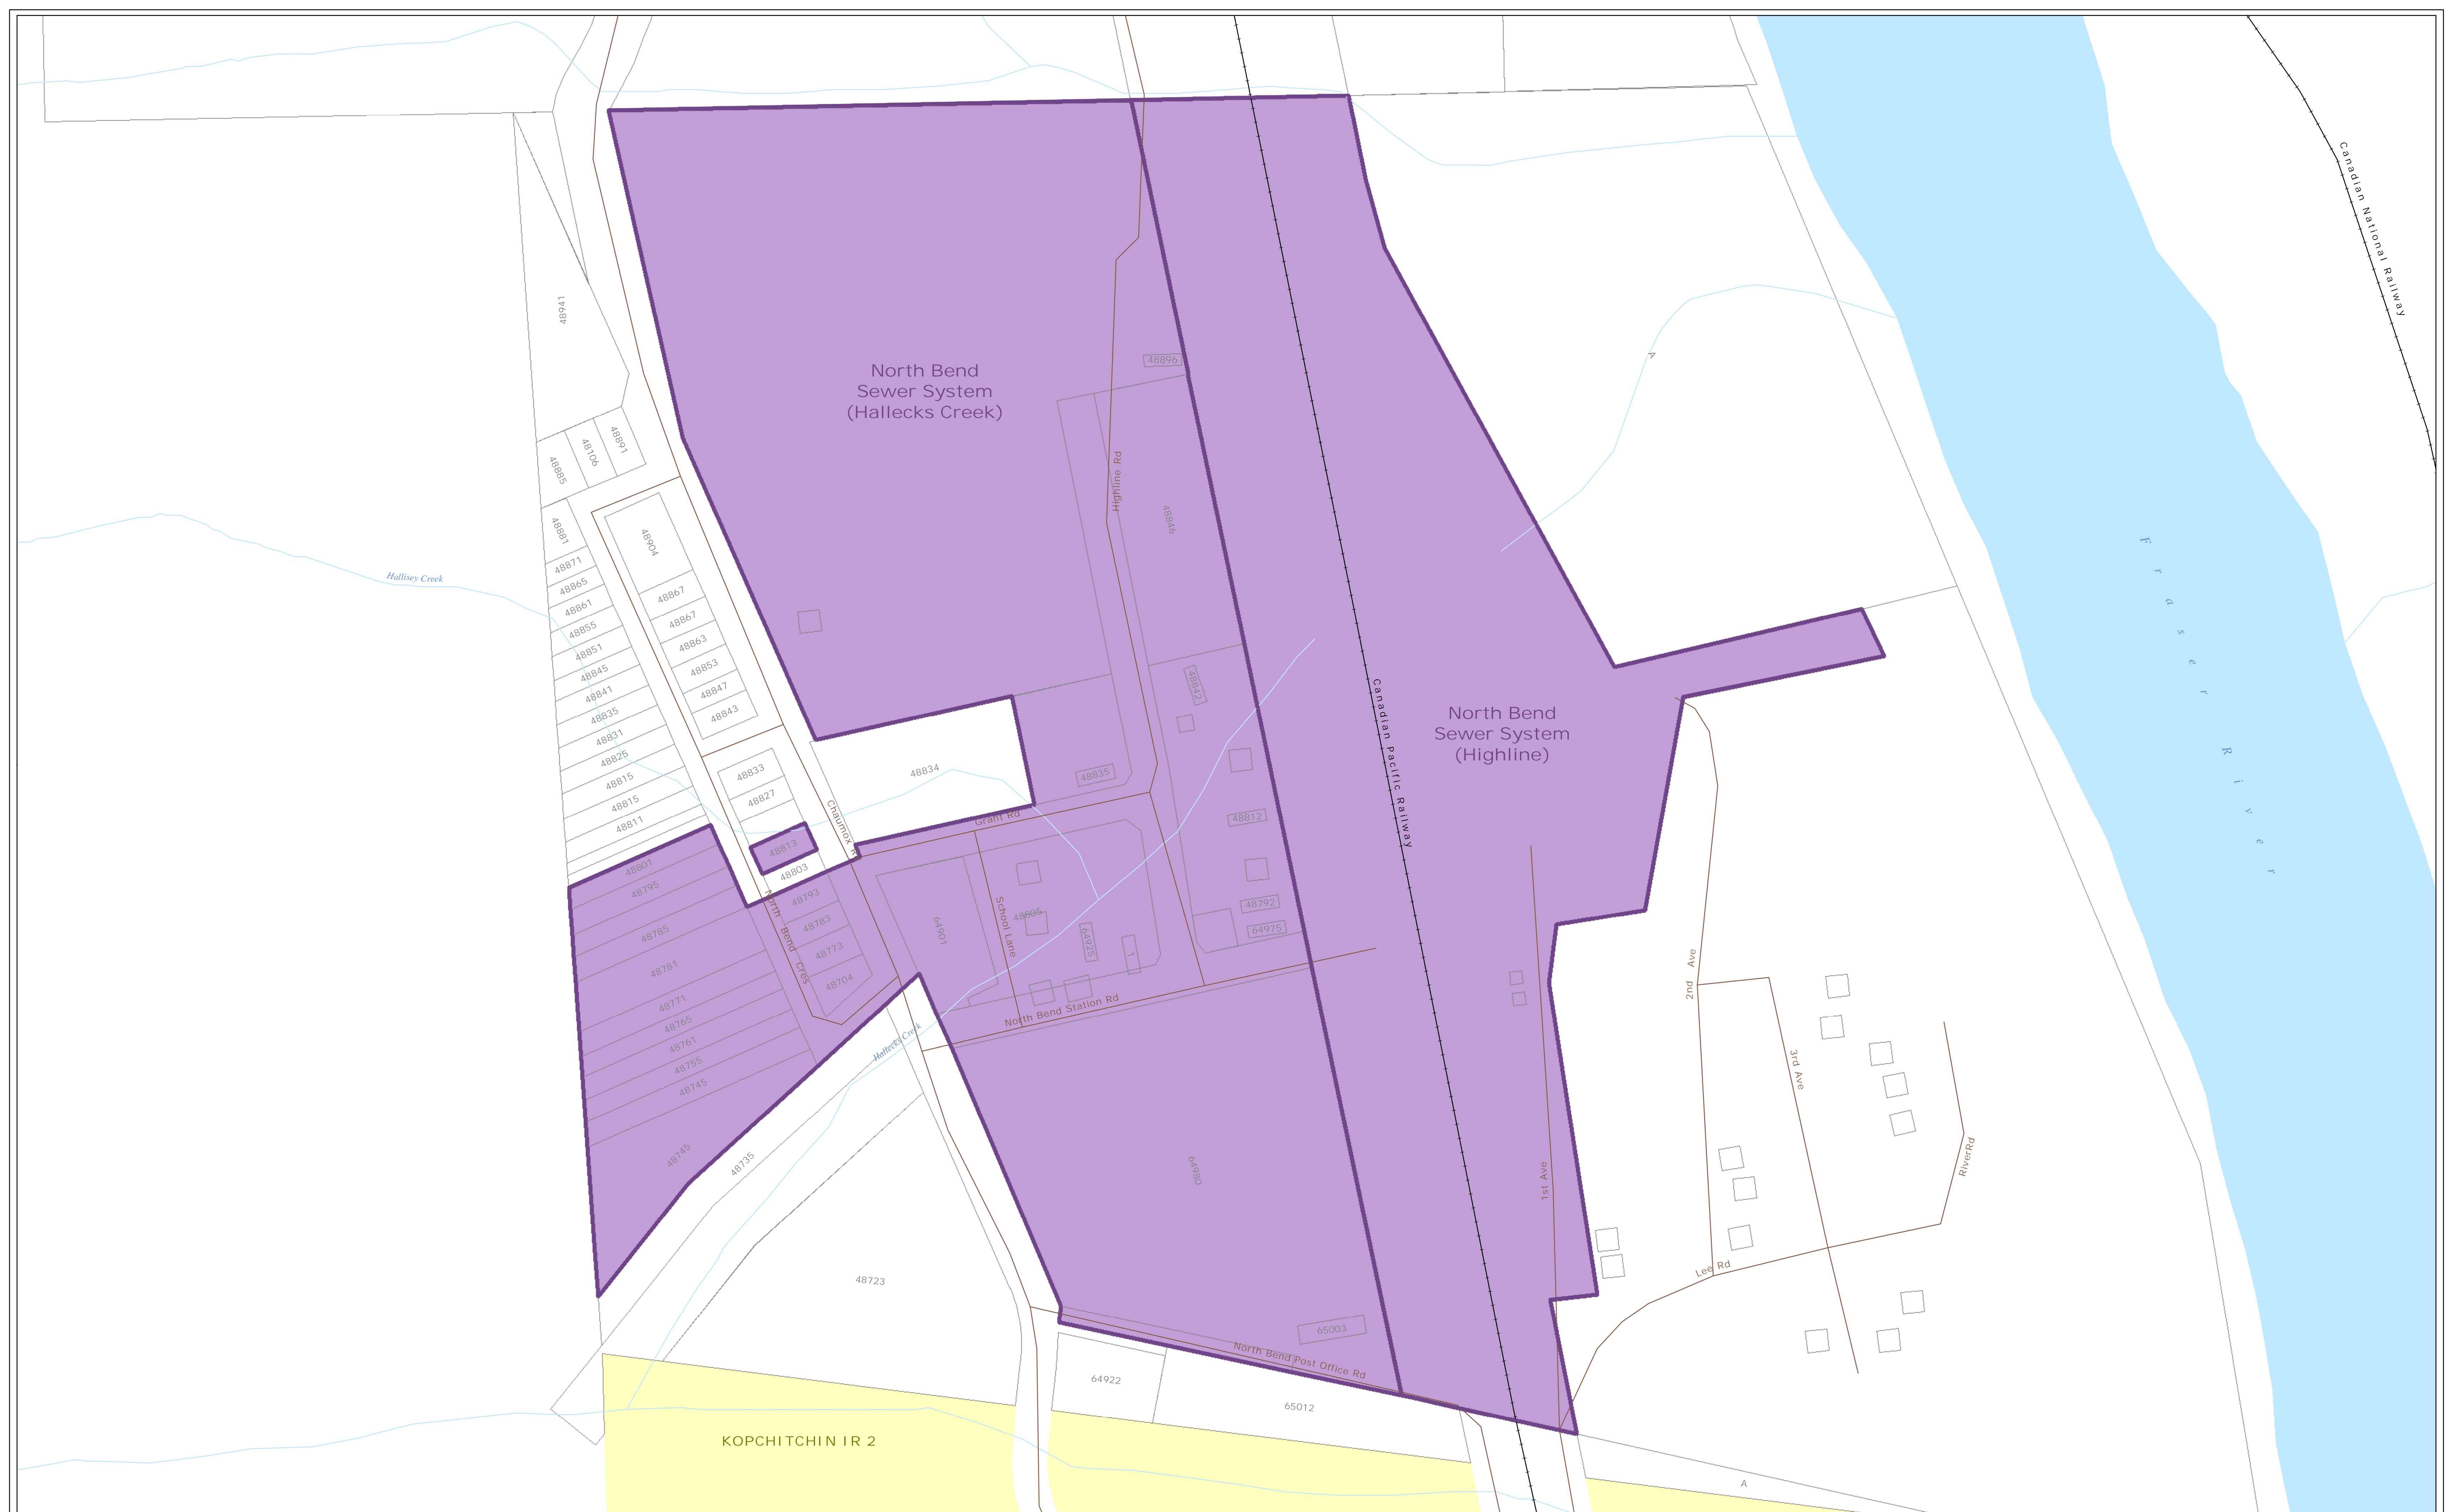 Canadian National Railway
48941
48896
A
North Bend
Sewer System
(Hallecks Creek)
48891
48106
48885
Highline Rd
48846
48881
48904
Fraser River
48871
Hallisey Creek
48865
48867
48861
48867
48855
48863
48851
48853
48845
48847
48841
48843
48835
48842
48831
Canadian Pacific Railway
North Bend
Sewer System
(Highline)
48825
48833
48834
48835
48815
48827
48815
Chaumox R
Grant Rd
48812
48811
48813
48801
48803
48795
48793
48792
48783
64901
School Lane
48805
64925
1
64975
48785
North Bend Cres
48273
48781
48704
2nd Ave
48771
North Bend Station Rd
48765
Hallecks Creek
48761
48755
3rd Ave
48745
48745
48735
64980
1st Ave
RiverRd
48723
Lee Rd
65003
North Bend Post Office Rd
64922
65012
KOPCHITCHIN IR 2
A